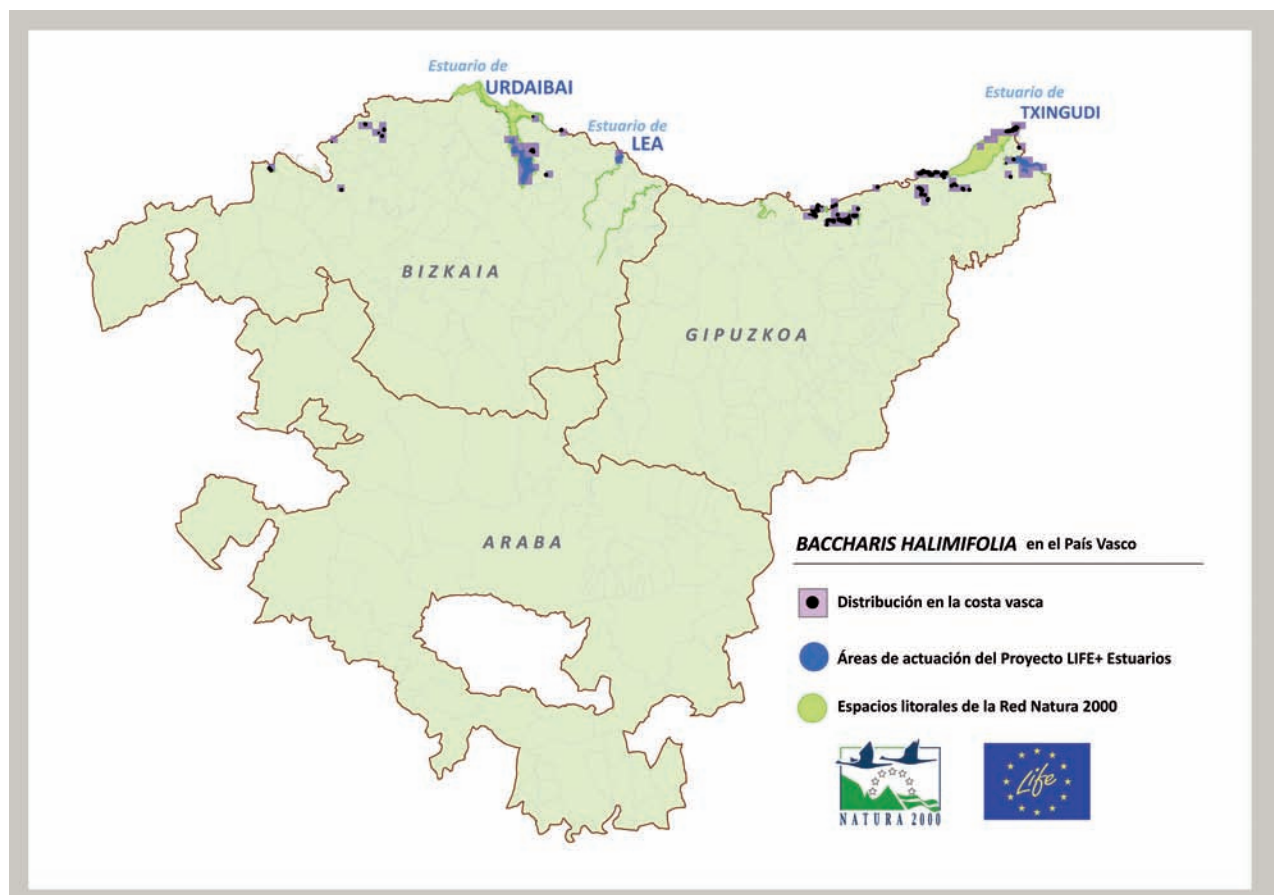 Estuario de
URDAIBAI
Estuario de
LEA
Estuario de
TXINGUDI
BIZKAIA
GIPUZKOA
ARABA
BACCHARIS HALIMIFOLIA en el País Vasco
Distribución en la costa vasca
Áreas de actuación del Proyecto LIFE+ Estuarios
Espacios litorales de la Red Natura 2000
NATURA 2000
Life